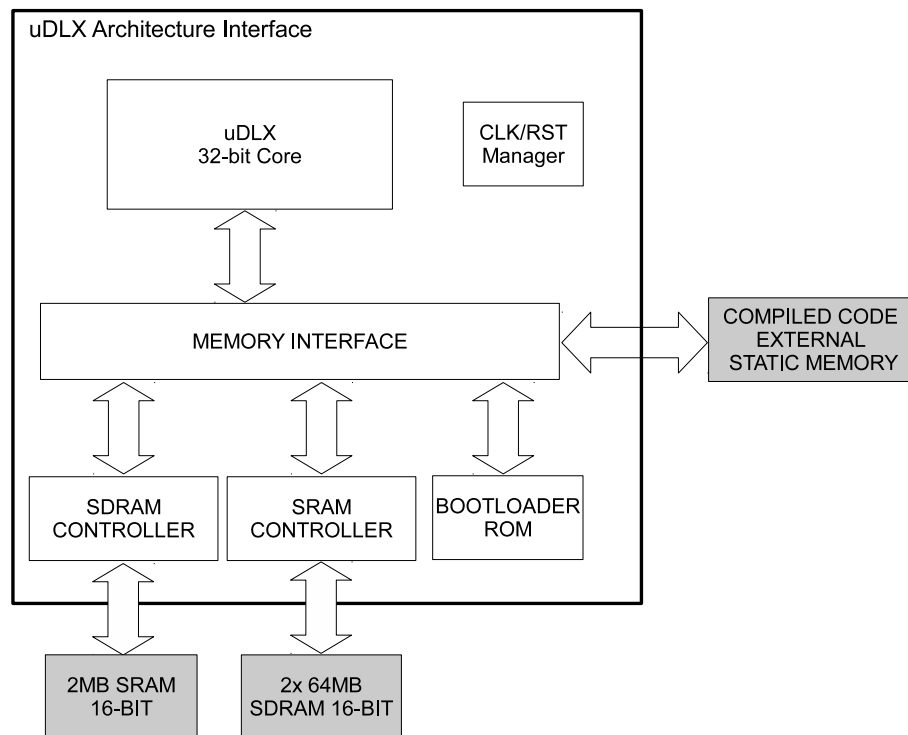 uDLX Architecture Interface
uDLX
32-bit Core
CLK/RST
Manager
MEMORY INTERFACE
COMPILED CODE
EXTERNAL
STATIC MEMORY
SDRAM
CONTROLLER
SRAM
CONTROLLER
BOOTLOADER
ROM
2MB SRAM
16-BIT
2x 64MB
SDRAM 16-BIT